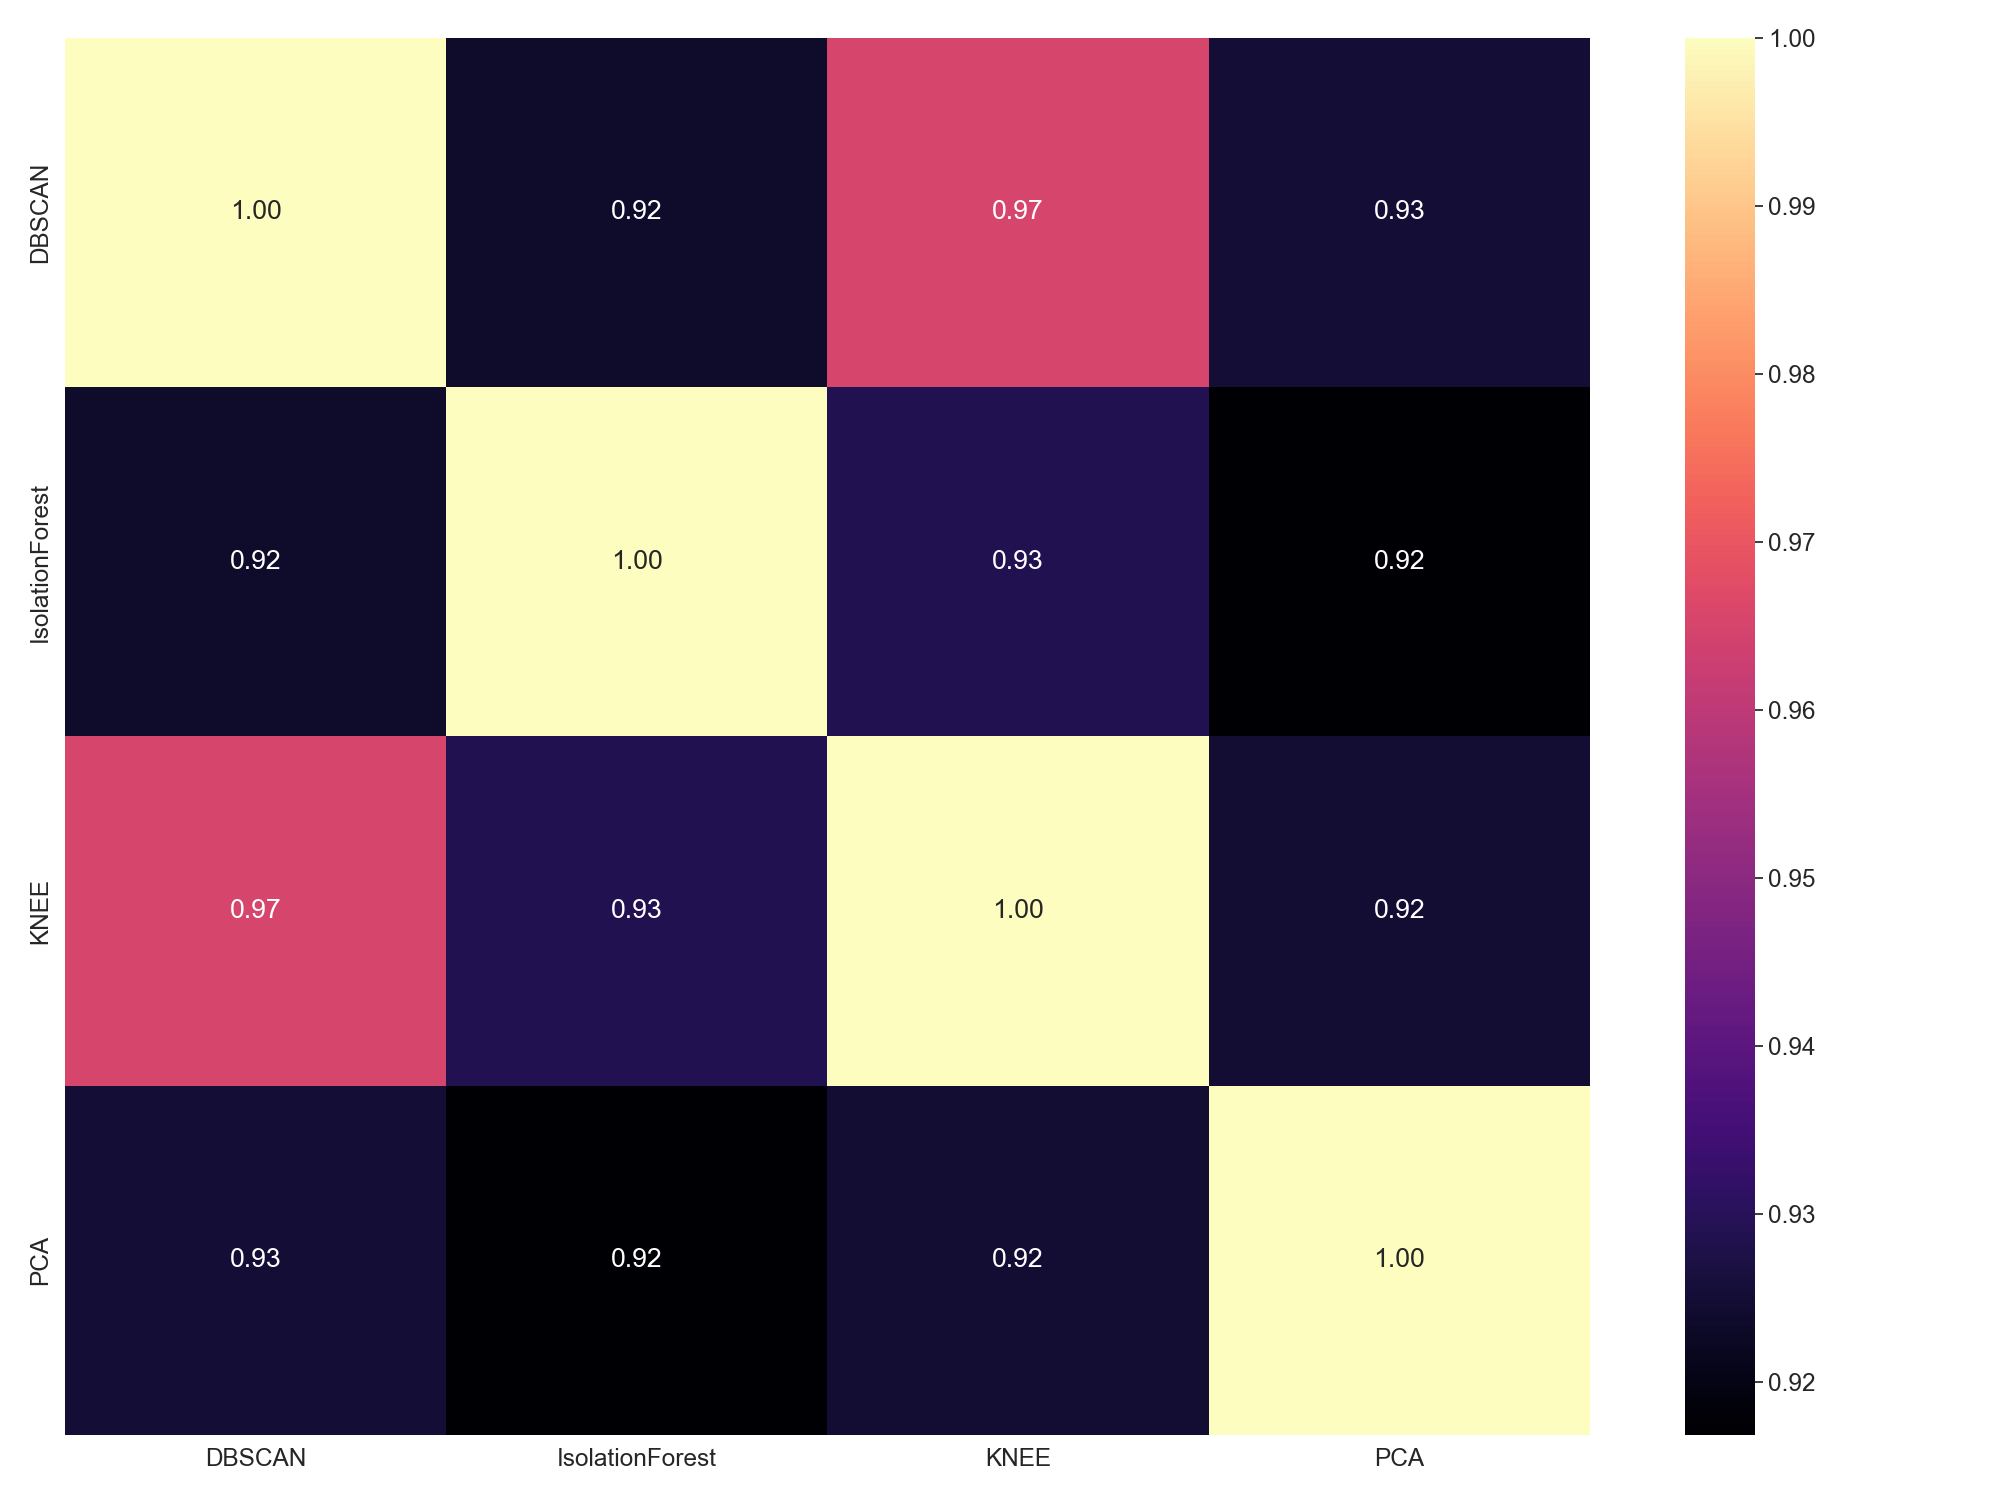 DBSCAN 1.00 0.92 0.97 0.93
IsolationForest 0.92 1.00 0.93 0.92
KNEE 0.97 0.93 1.00 0.92
PCA 0.93 0.92 0.92 1.00
DBSCAN IsolationForest KNEE PCA
1.00
0.99
0.98
0.97
0.96
0.95
0.94
0.93
0.92